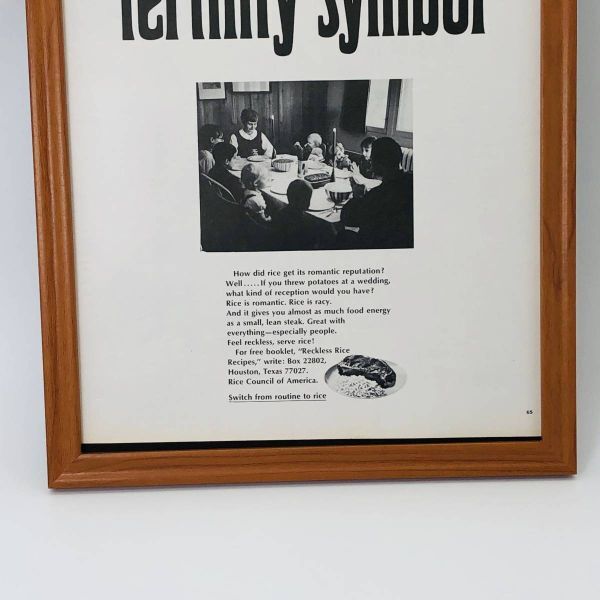 fertility symbol
How did rice get its romantic reputation?
Well.....If you threw potatoes at a wedding,
what kind of reception would you have?
Rice is romantic. Rice is racy.
And it gives you almost as much food energy
as a small, lean steak. Great with
everything—especially people.
Feel reckless, serve rice!
For free booklet, "Reckless Rice
Recipes," write: Box 22802,
Houston, Texas 77027.
Rice Council of America.
Switch from routine to rice
65